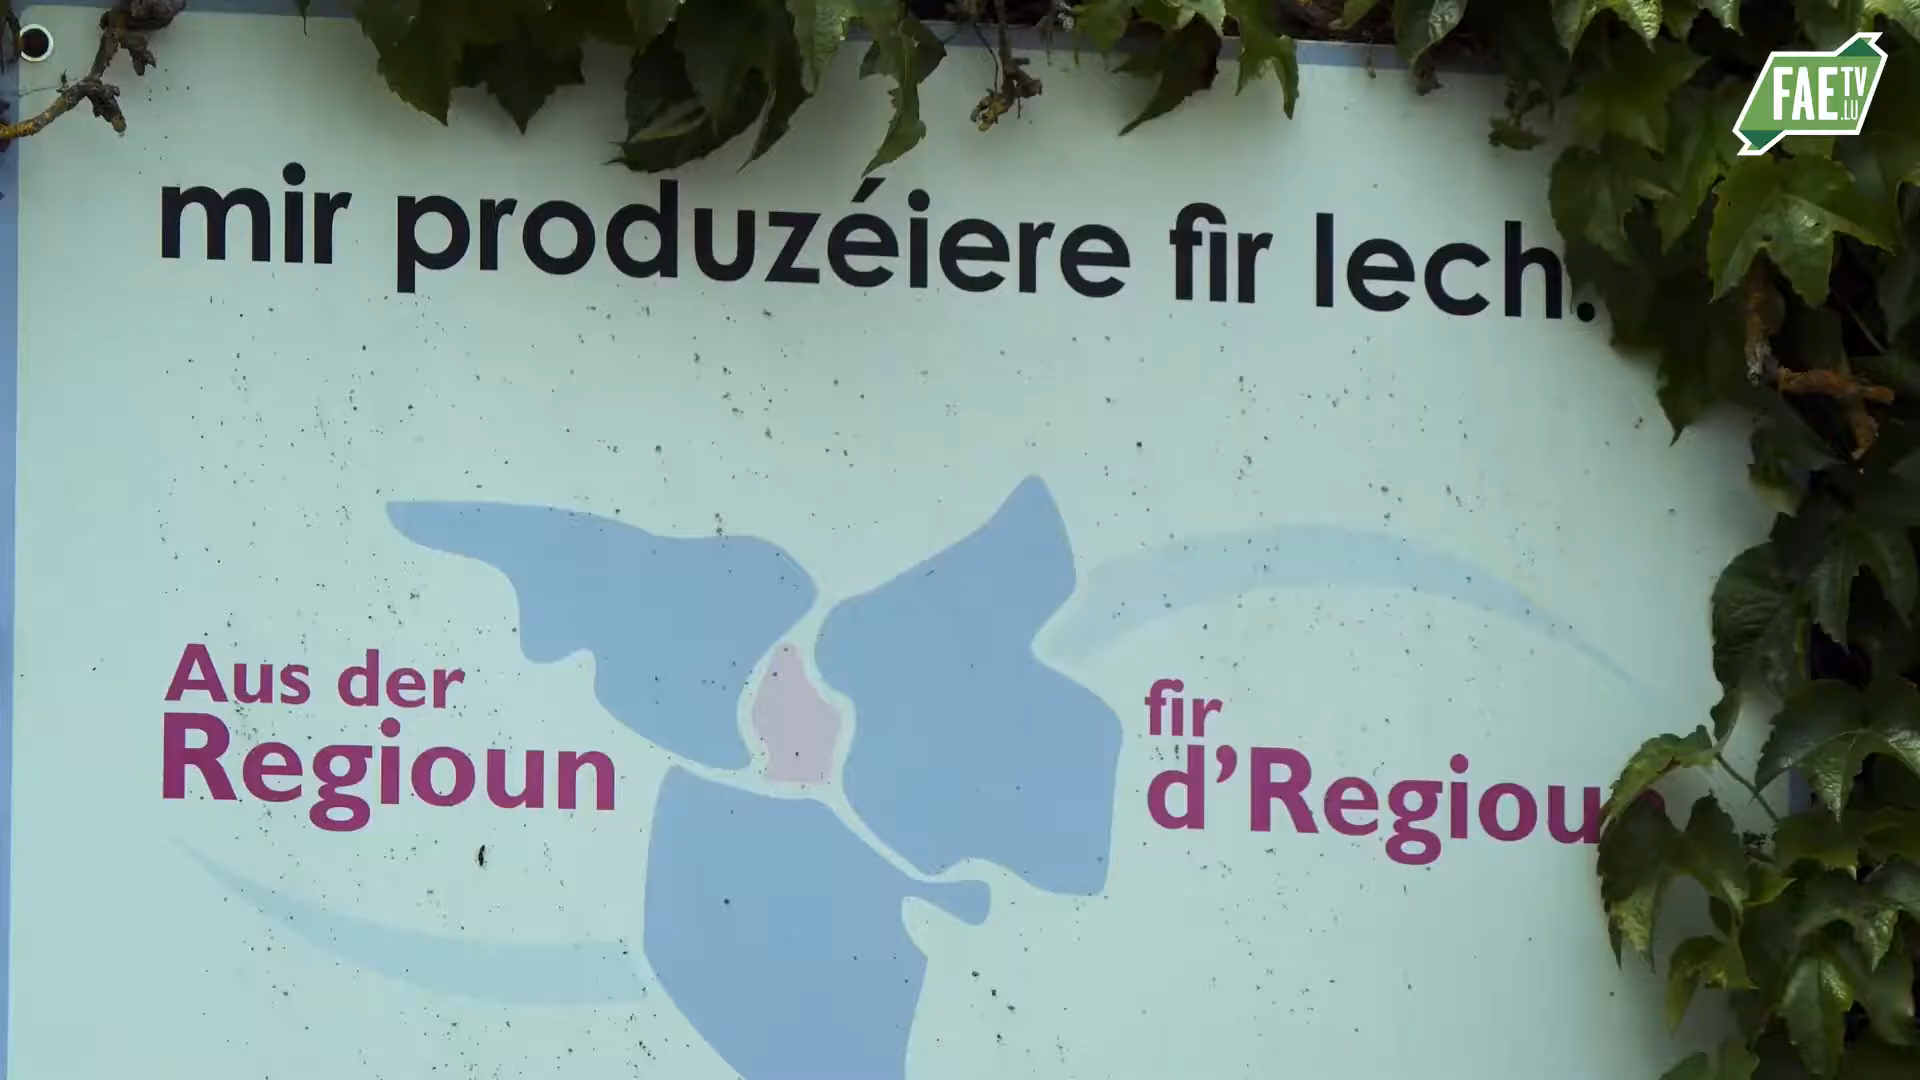 FAETV.LU
mir produzéiere fir Iech.
Aus der
Regioun
fir
d'Regiou